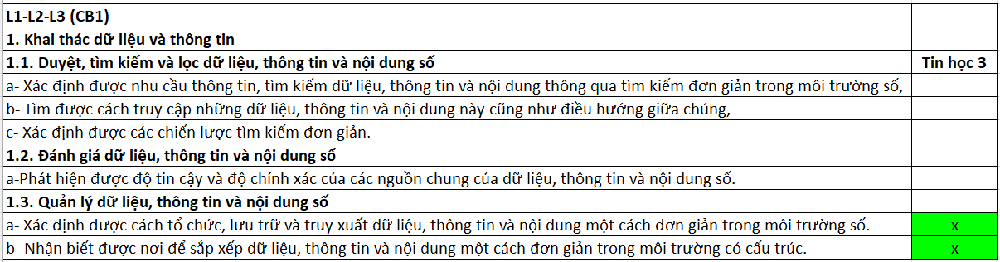 L1-L2-L3 (CB1)
1. Khai thác dữ liệu và thông tin
1.1. Duyệt, tìm kiếm và lọc dữ liệu, thông tin và nội dung số Tin học 3
a- Xác định được nhu cầu thông tin, tìm kiếm dữ liệu, thông tin và nội dung thông qua tìm kiếm đơn giản trong môi trường số,
b- Tìm được cách truy cập những dữ liệu, thông tin và nội dung này cũng như điều hướng giữa chúng,
c- Xác định được các chiến lược tìm kiếm đơn giản.
1.2. Đánh giá dữ liệu, thông tin và nội dung số
a-Phát hiện được độ tin cậy và độ chính xác của các nguồn chung của dữ liệu, thông tin và nội dung số.
1.3. Quản lý dữ liệu, thông tin và nội dung số
a- Xác định được cách tổ chức, lưu trữ và truy xuất dữ liệu, thông tin và nội dung một cách đơn giản trong môi trường số. x
b- Nhận biết được nơi để sắp xếp dữ liệu, thông tin và nội dung một cách đơn giản trong môi trường có cấu trúc. x